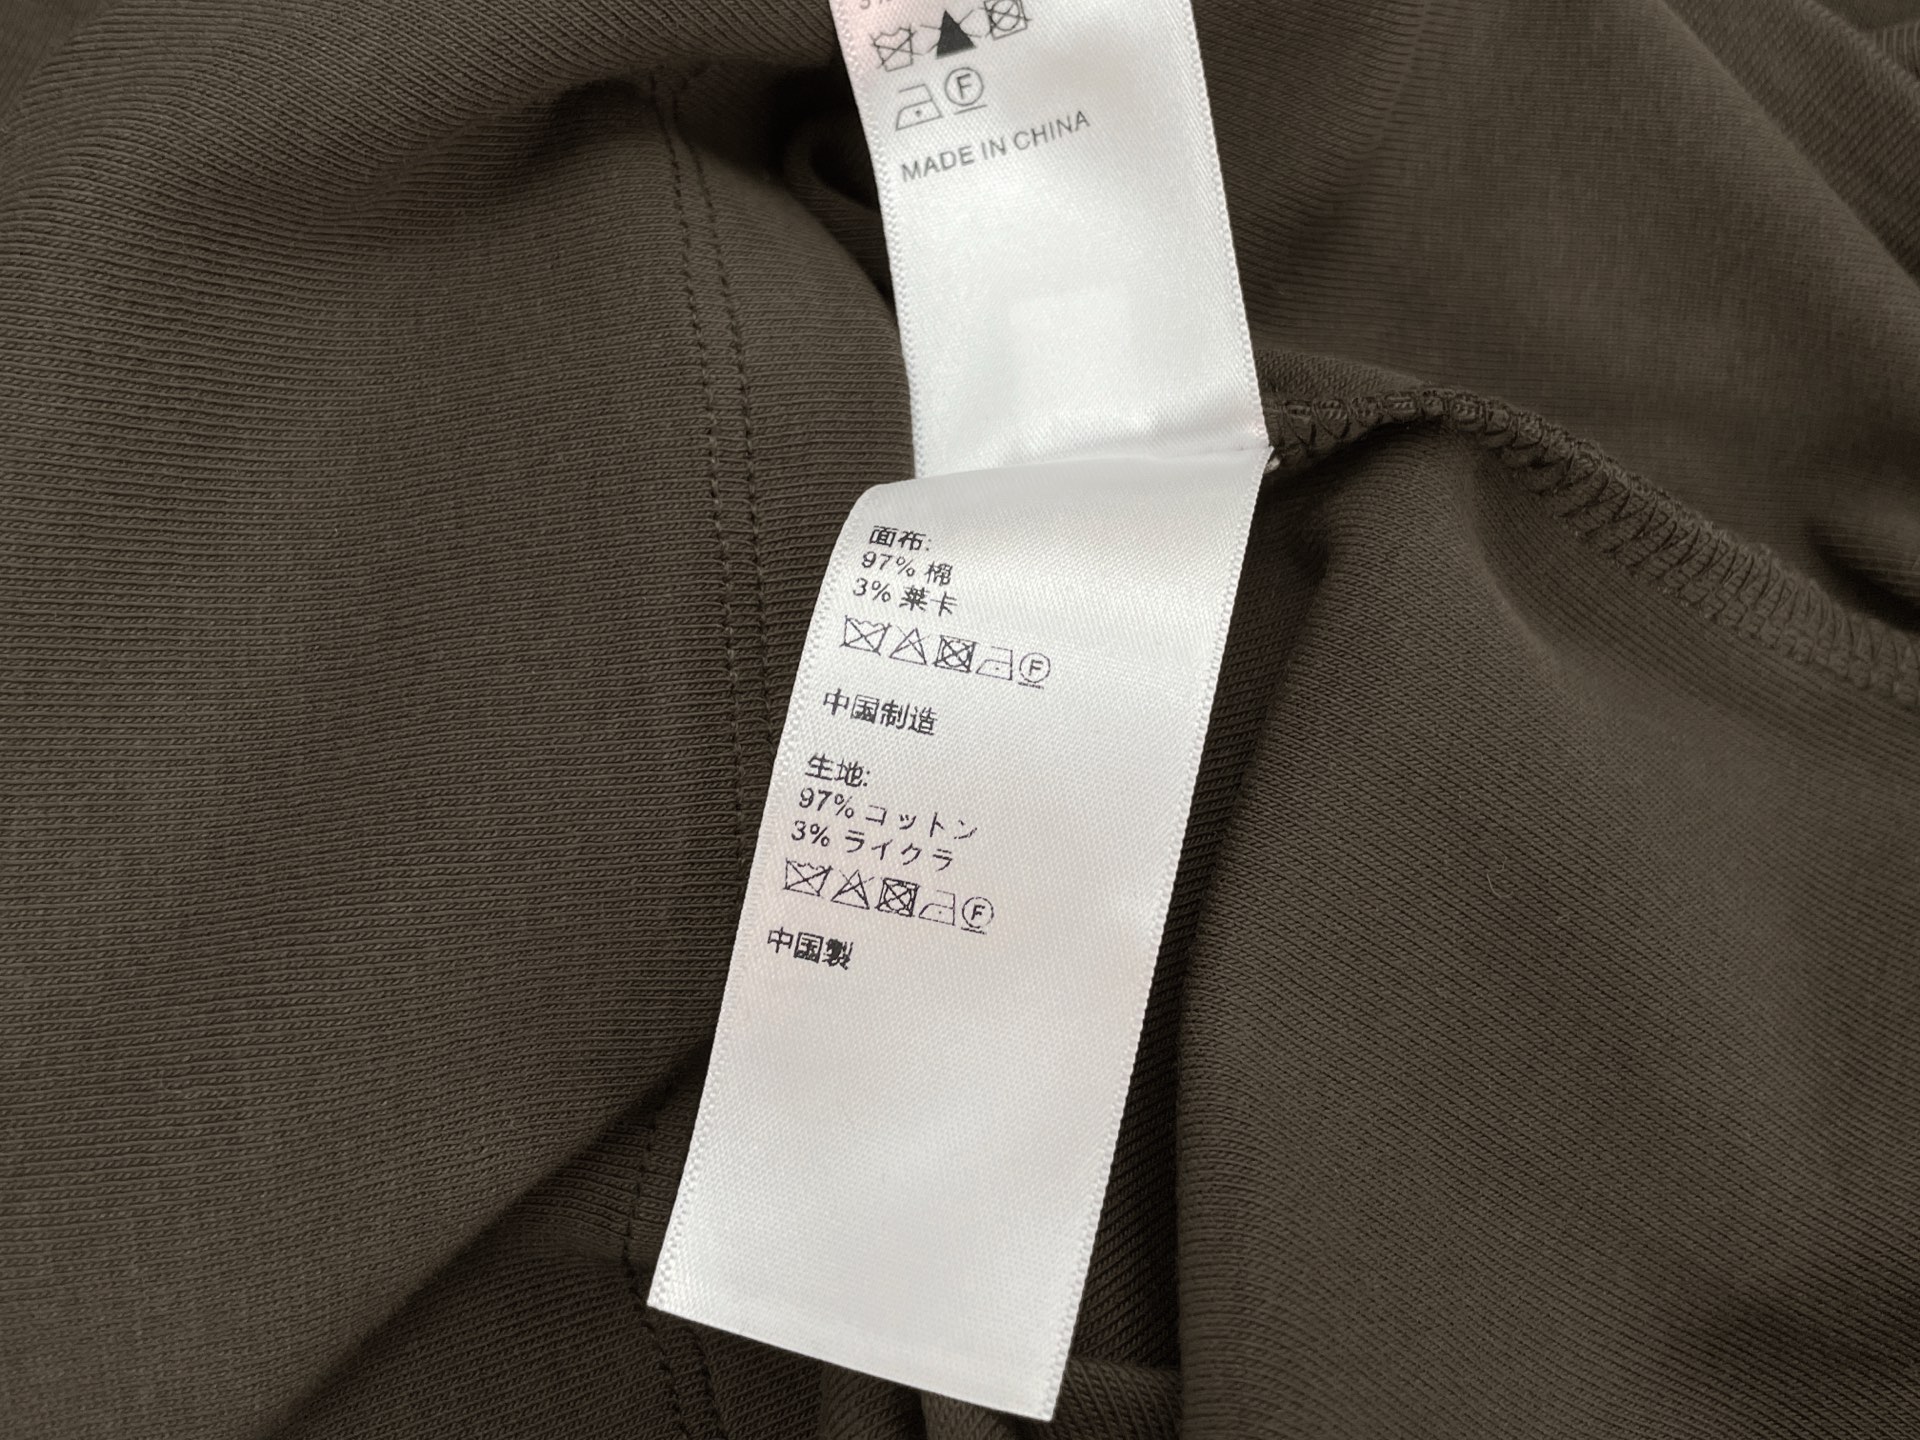 MADE IN CHINA
面布:
97% 棉
3% 莱卡
F
中国制造
生地:
97% コットン
3% ライクラ
F
中国製